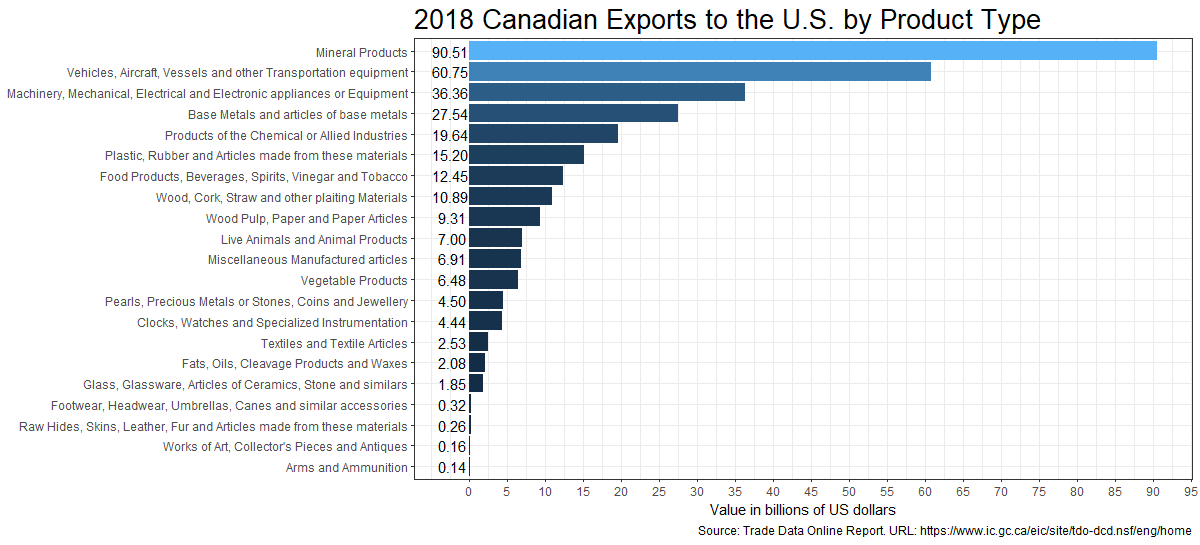 2018 Canadian Exports to the U.S. by Product Type
Mineral Products 90.51
Vehicles, Aircraft, Vessels and other Transportation equipment 60.75
Machinery, Mechanical, Electrical and Electronic appliances or Equipment 36.36
Base Metals and articles of base metals 27.54
Products of the Chemical or Allied Industries 19.64
Plastic, Rubber and Articles made from these materials 15.20
Food Products, Beverages, Spirits, Vinegar and Tobacco 12.45
Wood, Cork, Straw and other plaiting Materials 10.89
Wood Pulp, Paper and Paper Articles 9.31
Live Animals and Animal Products 7.00
Miscellaneous Manufactured articles 6.91
Vegetable Products 6.48
Pearls, Precious Metals or Stones, Coins and Jewellery 4.50
Clocks, Watches and Specialized Instrumentation 4.44
Textiles and Textile Articles 2.53
Fats, Oils, Cleavage Products and Waxes 2.08
Glass, Glassware, Articles of Ceramics, Stone and similars 1.85
Footwear, Headwear, Umbrellas, Canes and similar accessories 0.32
Raw Hides, Skins, Leather, Fur and Articles made from these materials 0.26
Works of Art, Collector's Pieces and Antiques 0.16
Arms and Ammunition 0.14
0 5 10 15 20 25 30 35 40 45 50 55 60 65 70 75 80 85 90 95
Value in billions of US dollars
Source: Trade Data Online Report. URL: https://www.ic.gc.ca/eic/site/tdo-dcd.nsf/eng/home